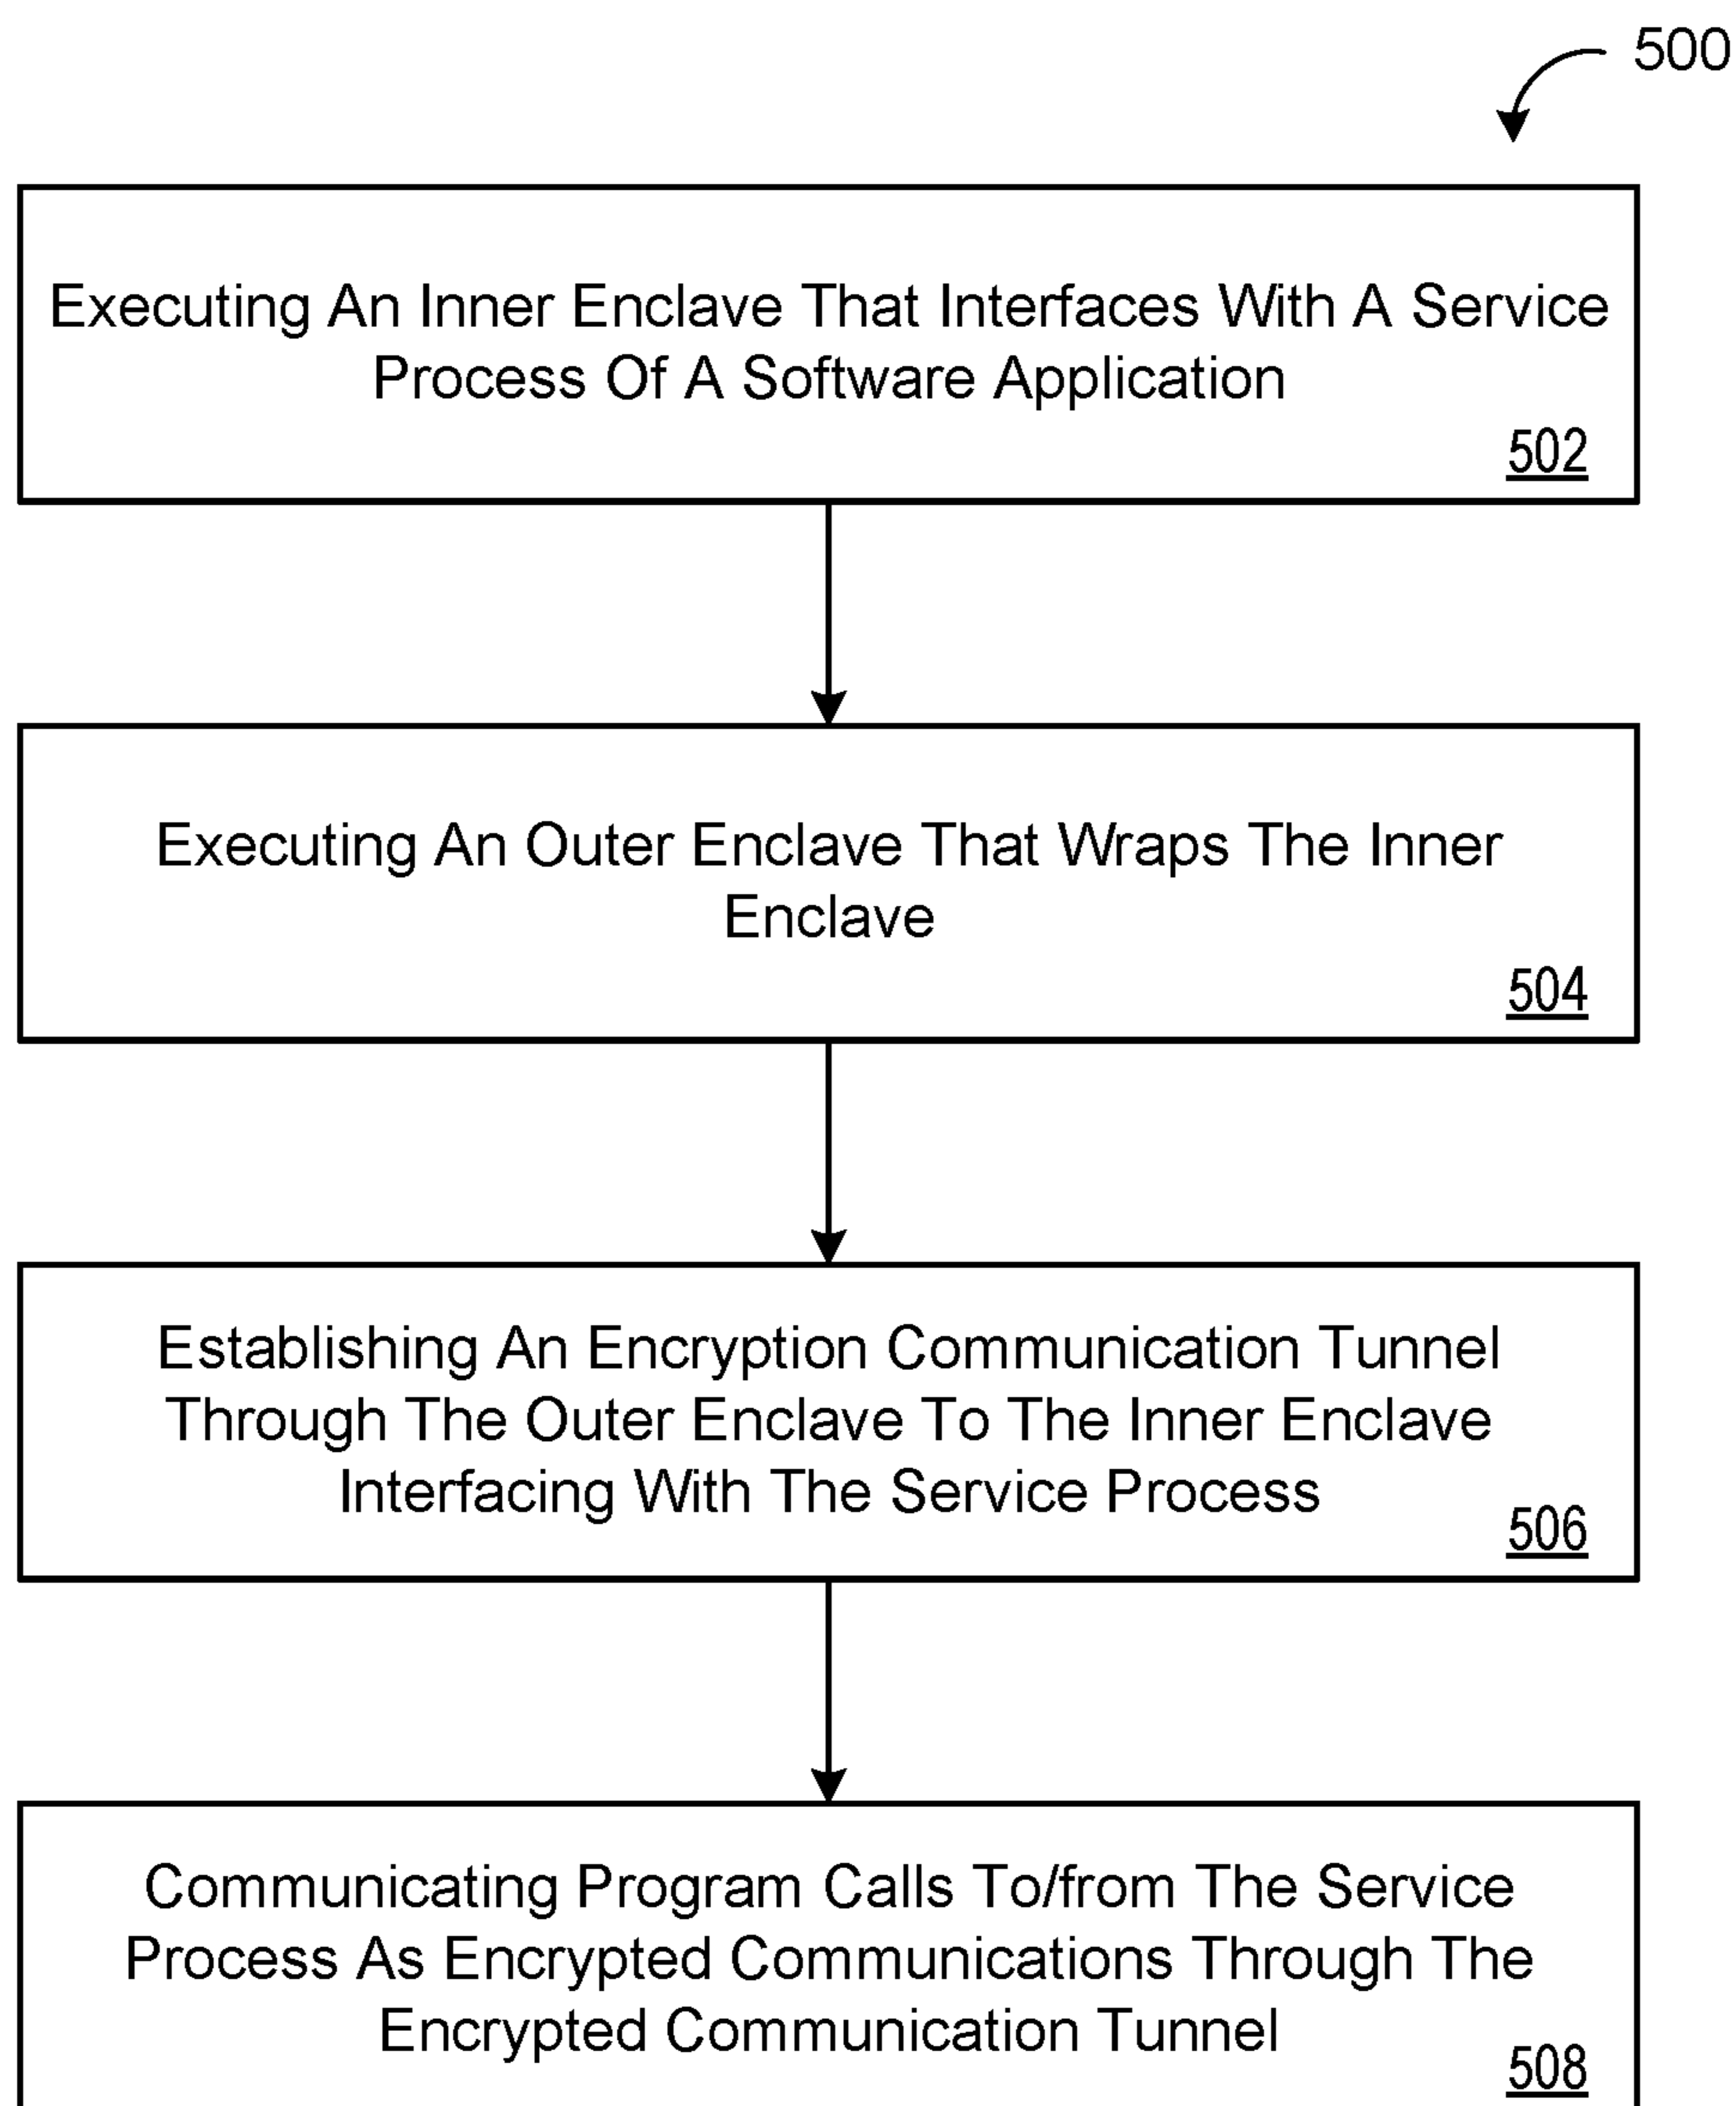 500
Executing An Inner Enclave That Interfaces With A Service
Process Of A Software Application
502
Executing An Outer Enclave That Wraps The Inner
Enclave
504
Establishing An Encryption Communication Tunnel
Through The Outer Enclave To The Inner Enclave
Interfacing With The Service Process
506
Communicating Program Calls To/from The Service
Process As Encrypted Communications Through The
Encrypted Communication Tunnel
508